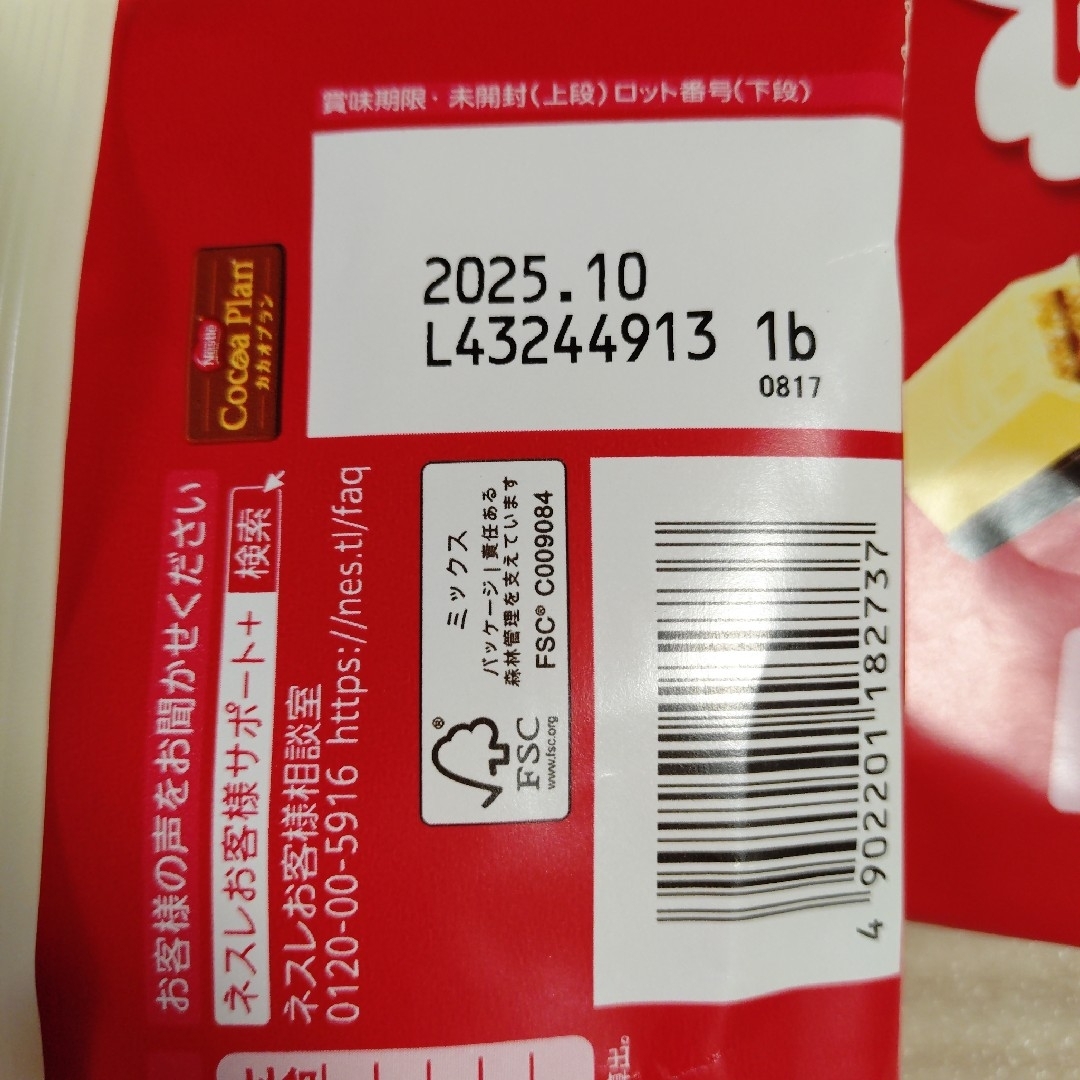 賞味期限・未開封(上段)ロット番号(下段)
2025.10
L43244913 1b
0817
Nestle
Cocoa Plan
カカオプラン
お客様の声をお聞かせください
ネスレお客様サポート+ 検索
ネスレお客様相談室
0120-00-5916 https://nes.tl/faq
ミックス
パッケージ|責任ある
森林管理を支えています
FSC® C009084
®
FSC
www.fsc.org
4 902201 182737
算出。